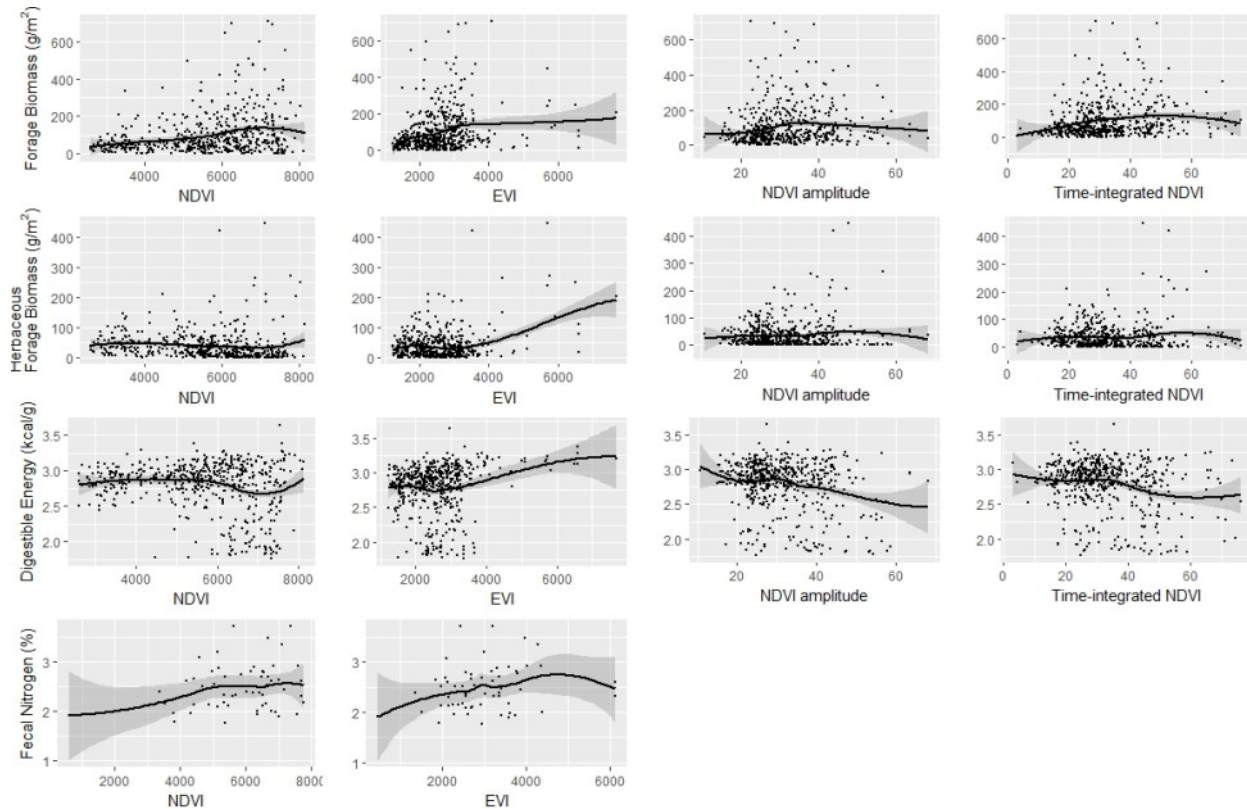 Forage Biomass (g/m²)
600
400
200
0
4000 6000 8000
NDVI
600
400
200
0
2000 4000 6000
EVI
600
400
200
0
20 40 60
NDVI amplitude
600
400
200
0
0 20 40 60
Time-integrated NDVI
Herbaceous
Forage Biomass (g/m²)
400
300
200
100
0
4000 6000 8000
NDVI
400
300
200
100
0
2000 4000 6000
EVI
400
300
200
100
0
20 40 60
NDVI amplitude
400
300
200
100
0
0 20 40 60
Time-integrated NDVI
Digestible Energy (kcal/g)
3.5
3.0
2.5
2.0
4000 6000 8000
NDVI
3.5
3.0
2.5
2.0
2000 4000 6000
EVI
3.5
3.0
2.5
2.0
20 40 60
NDVI amplitude
3.5
3.0
2.5
2.0
0 20 40 60
Time-integrated NDVI
Fecal Nitrogen (%)
3
2
1
2000 4000 6000 8000
NDVI
3
2
1
2000 4000 6000
EVI